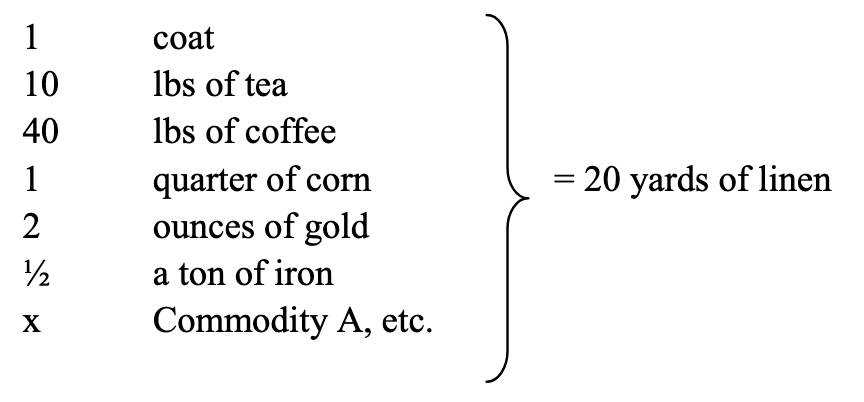 1 coat
10 lbs of tea
40 lbs of coffee
1 quarter of corn
2 ounces of gold
½ a ton of iron
x Commodity A, etc.
= 20 yards of linen